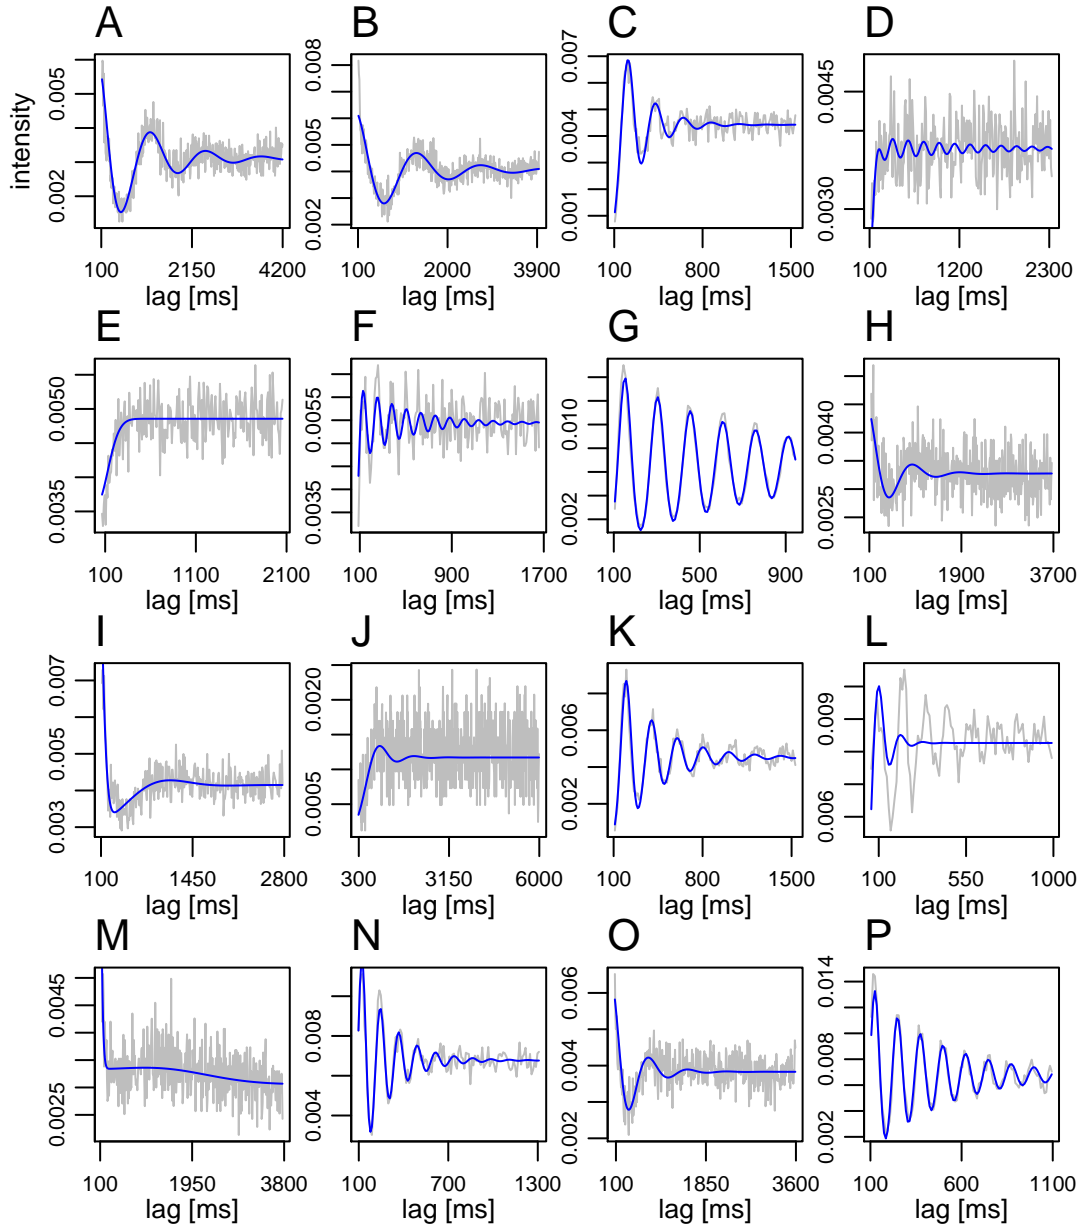 A B C D
intensity
0.002 0.005
100 2150 4200
lag [ms]
0.002 0.005 0.008
100 2000 3900
lag [ms]
0.001 0.004 0.007
100 800 1500
lag [ms]
0.0030 0.0045
100 1200 2300
lag [ms]
E F G H
0.0035 0.0050
100 1100 2100
lag [ms]
0.0035 0.0055
100 900 1700
lag [ms]
0.002 0.010
100 500 900
lag [ms]
0.0025 0.0040
100 1900 3700
lag [ms]
I J K L
0.003 0.005 0.007
100 1450 2800
lag [ms]
0.0005 0.0020
300 3150 6000
lag [ms]
0.002 0.006
100 800 1500
lag [ms]
0.006 0.009
100 550 1000
lag [ms]
M N O P
0.0025 0.0045
100 1950 3800
lag [ms]
0.004 0.008
100 700 1300
lag [ms]
0.002 0.004 0.006
100 1850 3600
lag [ms]
0.002 0.008 0.014
100 600 1100
lag [ms]